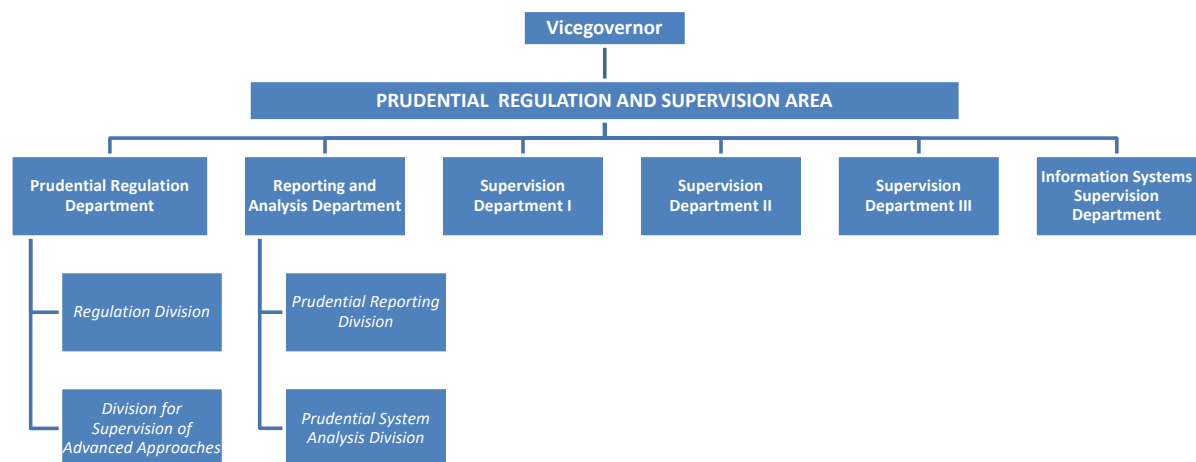 Vicegovernor
PRUDENTIAL REGULATION AND SUPERVISION AREA
Prudential Regulation
Department
Reporting and
Analysis Department
Supervision
Department I
Supervision
Department II
Supervision
Department III
Information Systems
Supervision
Department
Regulation Division
Prudential Reporting
Division
Division for
Supervision of
Advanced Approaches
Prudential System
Analysis Division